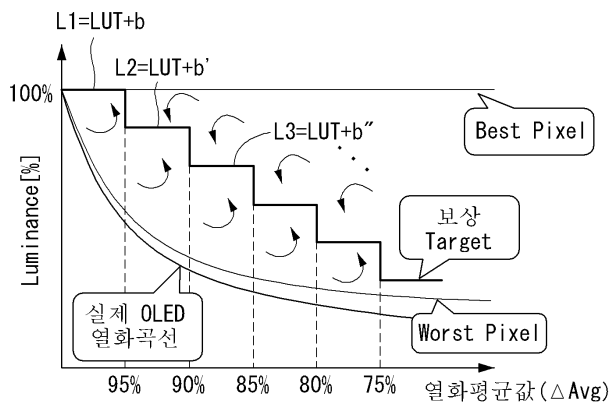 L1=LUT+b
L2=LUT+b'
100%
L3=LUT+b"
Best Pixel
Luminance[%]
보상
Target
실제 OLED
열화곡선
Worst Pixel
95% 90% 85% 80% 75% 열화평균값(△Avg)